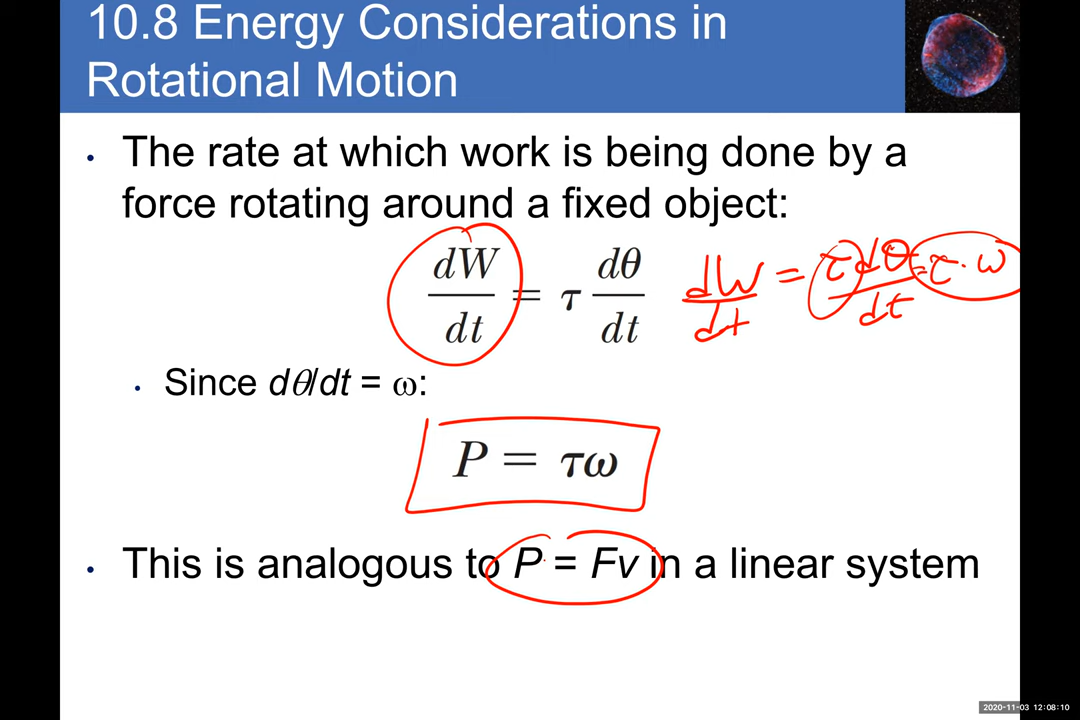 10.8 Energy Considerations in
Rotational Motion
• The rate at which work is being done by a
force rotating around a fixed object:
dW/dt = τ dθ/dt dW/dt = τdθ/dt = τ·ω
• Since dθ/dt = ω:
P = τω
• This is analogous to P = Fv in a linear system
2020-11-03 12:08:10